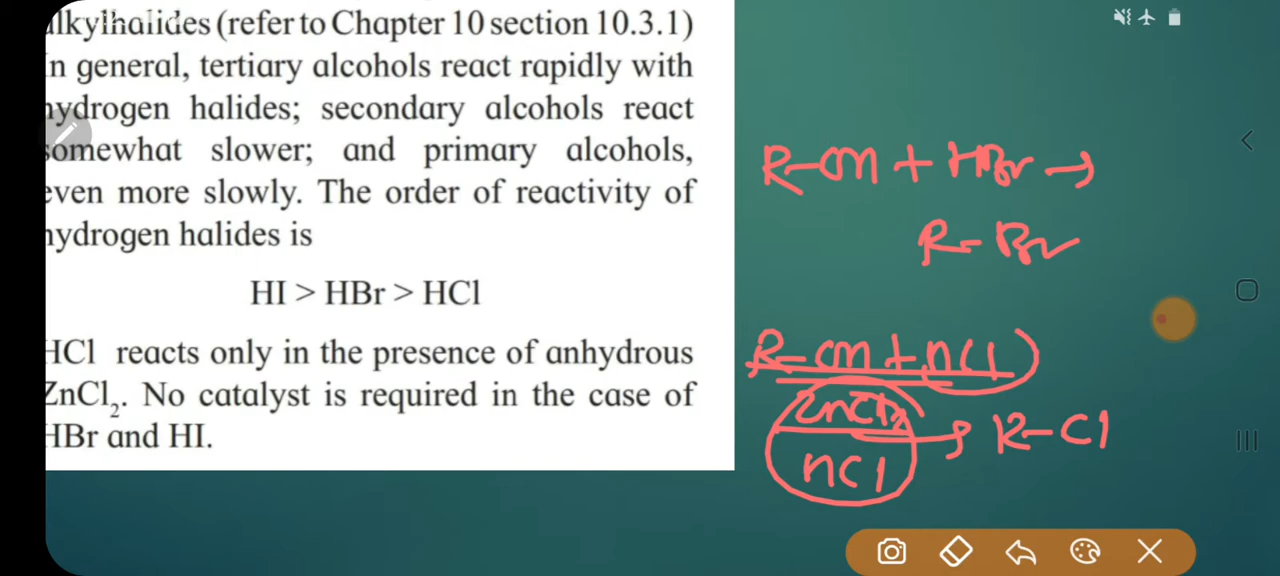 alkylhalides (refer to Chapter 10 section 10.3.1)
In general, tertiary alcohols react rapidly with
hydrogen halides; secondary alcohols react
somewhat slower; and primary alcohols,
even more slowly. The order of reactivity of
hydrogen halides is
HI > HBr > HCl
HCl reacts only in the presence of anhydrous
ZnCl₂. No catalyst is required in the case of
HBr and HI.
R-OH + HBr →
R-Br
R-OH + HCl
ZnCl₂
HCl
→ R-Cl